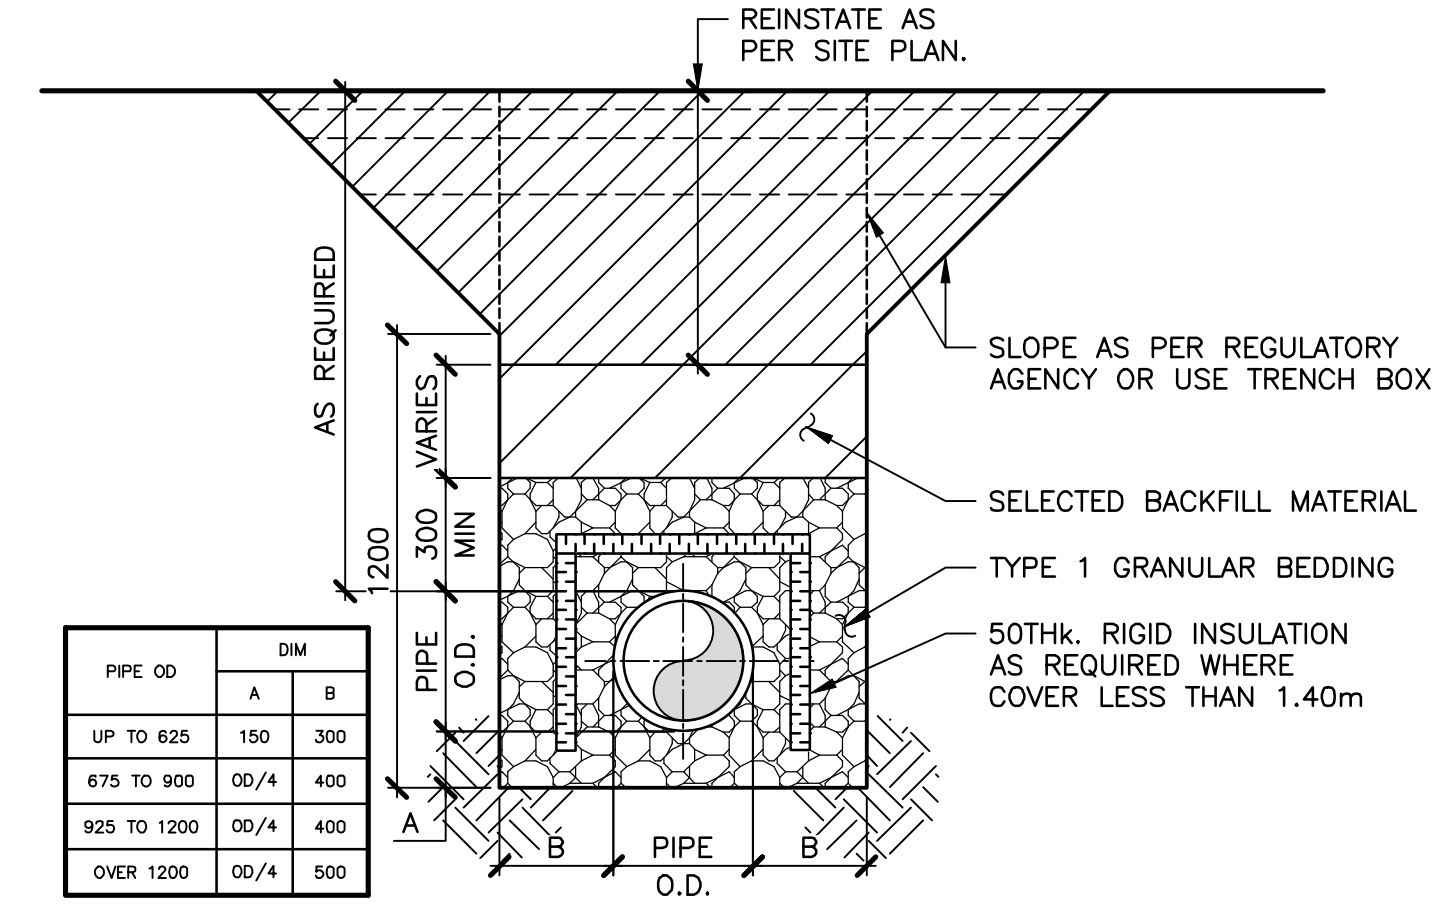 REINSTATE AS
PER SITE PLAN.
AS REQUIRED
1200
VARIES
300
MIN
PIPE
O.D.
A
SLOPE AS PER REGULATORY
AGENCY OR USE TRENCH BOX
SELECTED BACKFILL MATERIAL
TYPE 1 GRANULAR BEDDING
50THk. RIGID INSULATION
AS REQUIRED WHERE
COVER LESS THAN 1.40m
B
PIPE
O.D.
B
PIPE OD DIM
A B
UP TO 625 150 300
675 TO 900 OD/4 400
925 TO 1200 OD/4 400
OVER 1200 OD/4 500